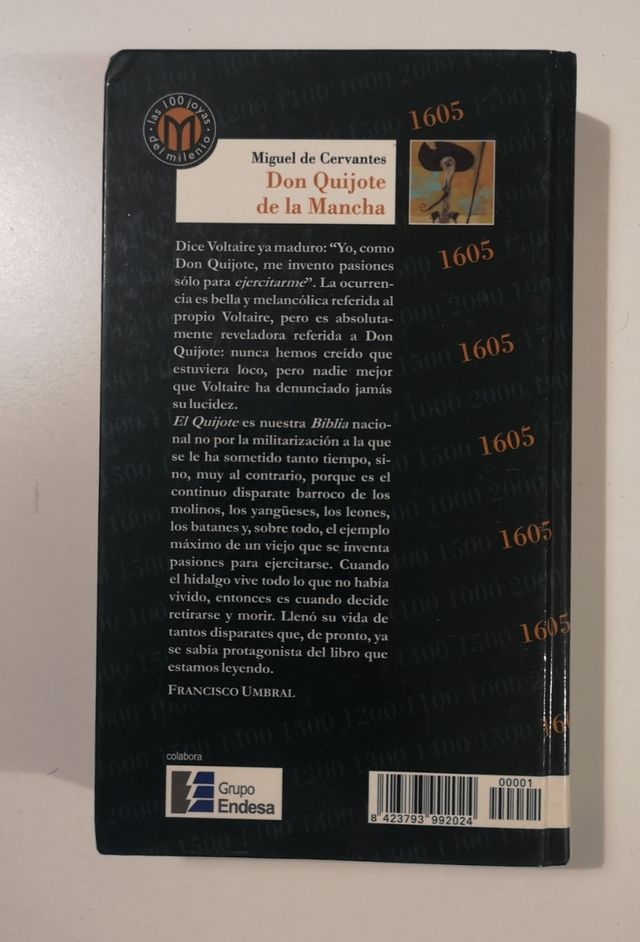 las 100 joyas
del milenio
M
1605
Miguel de Cervantes
Don Quijote
de la Mancha
Dice Voltaire ya maduro: “Yo, como
Don Quijote, me invento pasiones
sólo para ejercitarme”. La ocurren-
cia es bella y melancólica referida al
propio Voltaire, pero es absoluta-
mente reveladora referida a Don
Quijote: nunca hemos creído que
estuviera loco, pero nadie mejor
que Voltaire ha denunciado jamás
su lucidez.
El Quijote es nuestra Biblia nacio-
nal no por la militarización a la que
se le ha sometido tanto tiempo, si-
no, muy al contrario, porque es el
continuo disparate barroco de los
molinos, los yangüeses, los leones,
los batanes y, sobre todo, el ejemplo
máximo de un viejo que se inventa
pasiones para ejercitarse. Cuando
el hidalgo vive todo lo que no había
vivido, entonces es cuando decide
retirarse y morir. Llenó su vida de
tantos disparates que, de pronto, ya
se sabía protagonista del libro que
estamos leyendo.
FRANCISCO UMBRAL
1605
1605
1605
1605
1605
colabora
Grupo
Endesa
00001
8 423793 992024